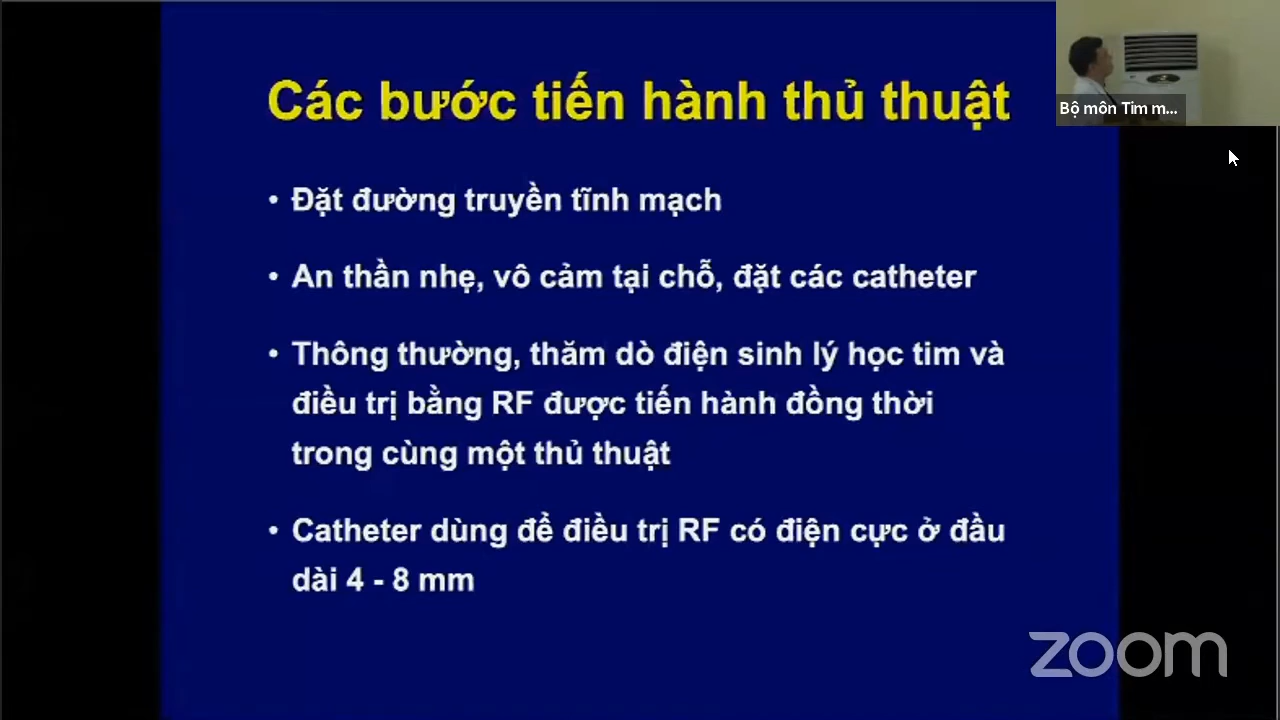 Các bước tiến hành thủ thuật
Bộ môn Tim m...
• Đặt đường truyền tĩnh mạch
• An thần nhẹ, vô cảm tại chỗ, đặt các catheter
• Thông thường, thăm dò điện sinh lý học tim và
điều trị bằng RF được tiến hành đồng thời
trong cùng một thủ thuật
• Catheter dùng để điều trị RF có điện cực ở đầu
dài 4 - 8 mm
zoom